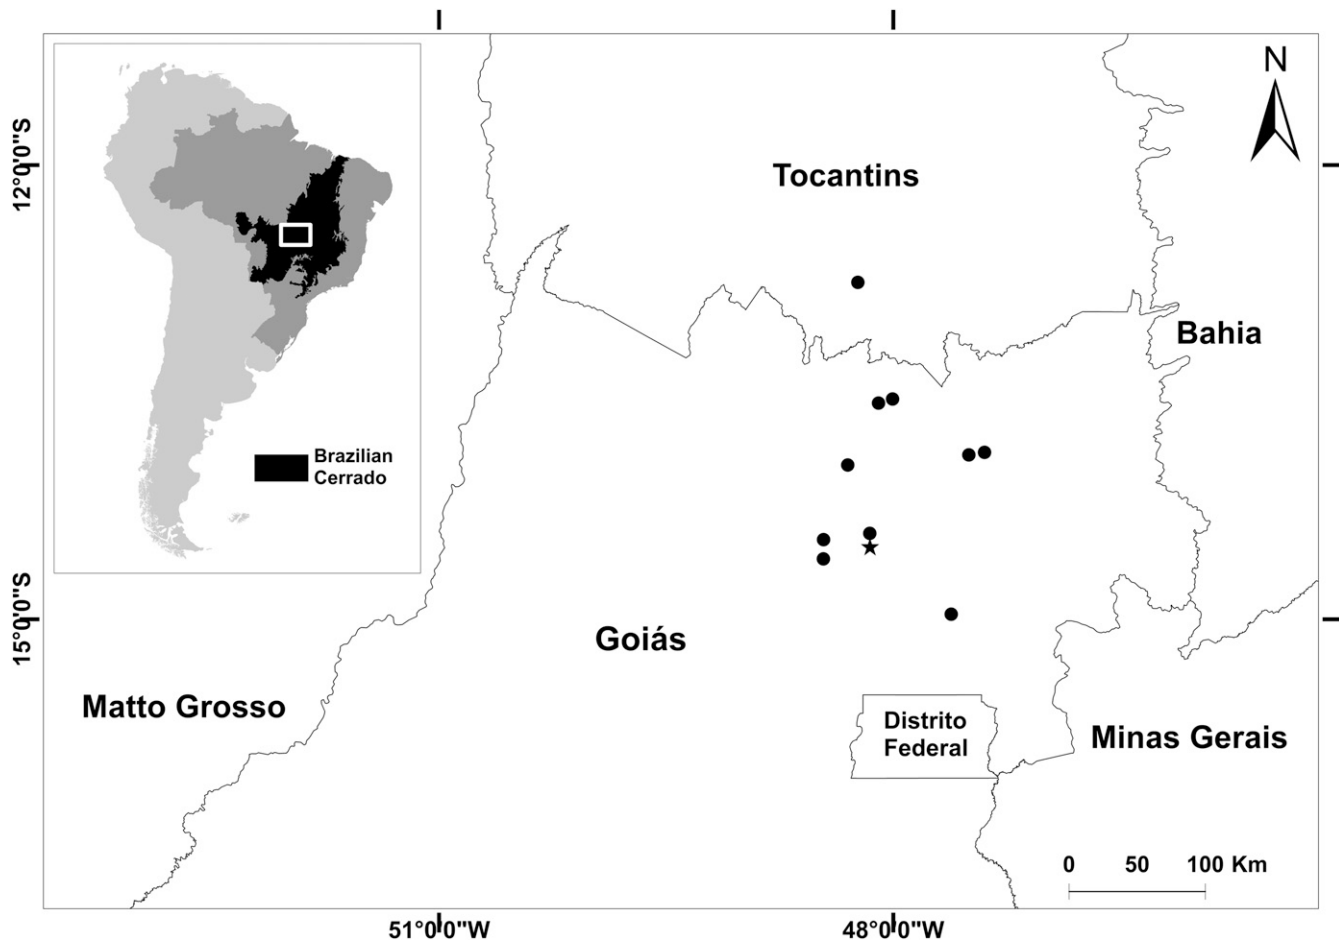 N
12°0'0"S
Tocantins
Bahia
Brazilian
Cerrado
15°0'0"S
Goiás
Matto Grosso
Distrito
Federal
Minas Gerais
0 50 100 Km
51°0'0"W 48°0'0"W